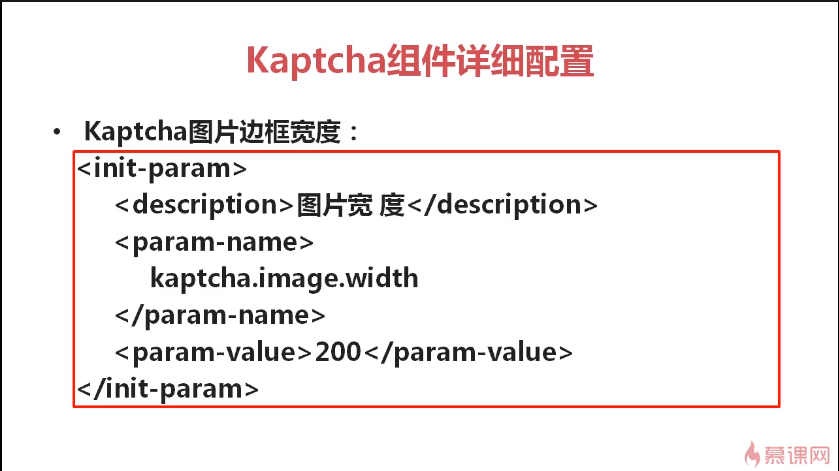 Kaptcha组件详细配置
• Kaptcha图片边框宽度：
<init-param>
<description>图片宽 度</description>
<param-name>
kaptcha.image.width
</param-name>
<param-value>200</param-value>
</init-param>
慕课网